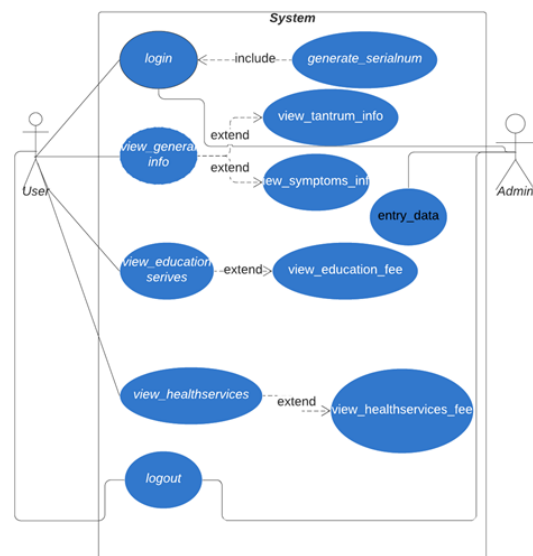 System
login
include
generate_serialnum
view_tantrum_info
extend
view_general
info
extend
ew_symptoms_inf
User
Admin
entry_data
view_education
serives
extend
view_education_fee
view_healthservices
extend
view_healthservices_fee
logout